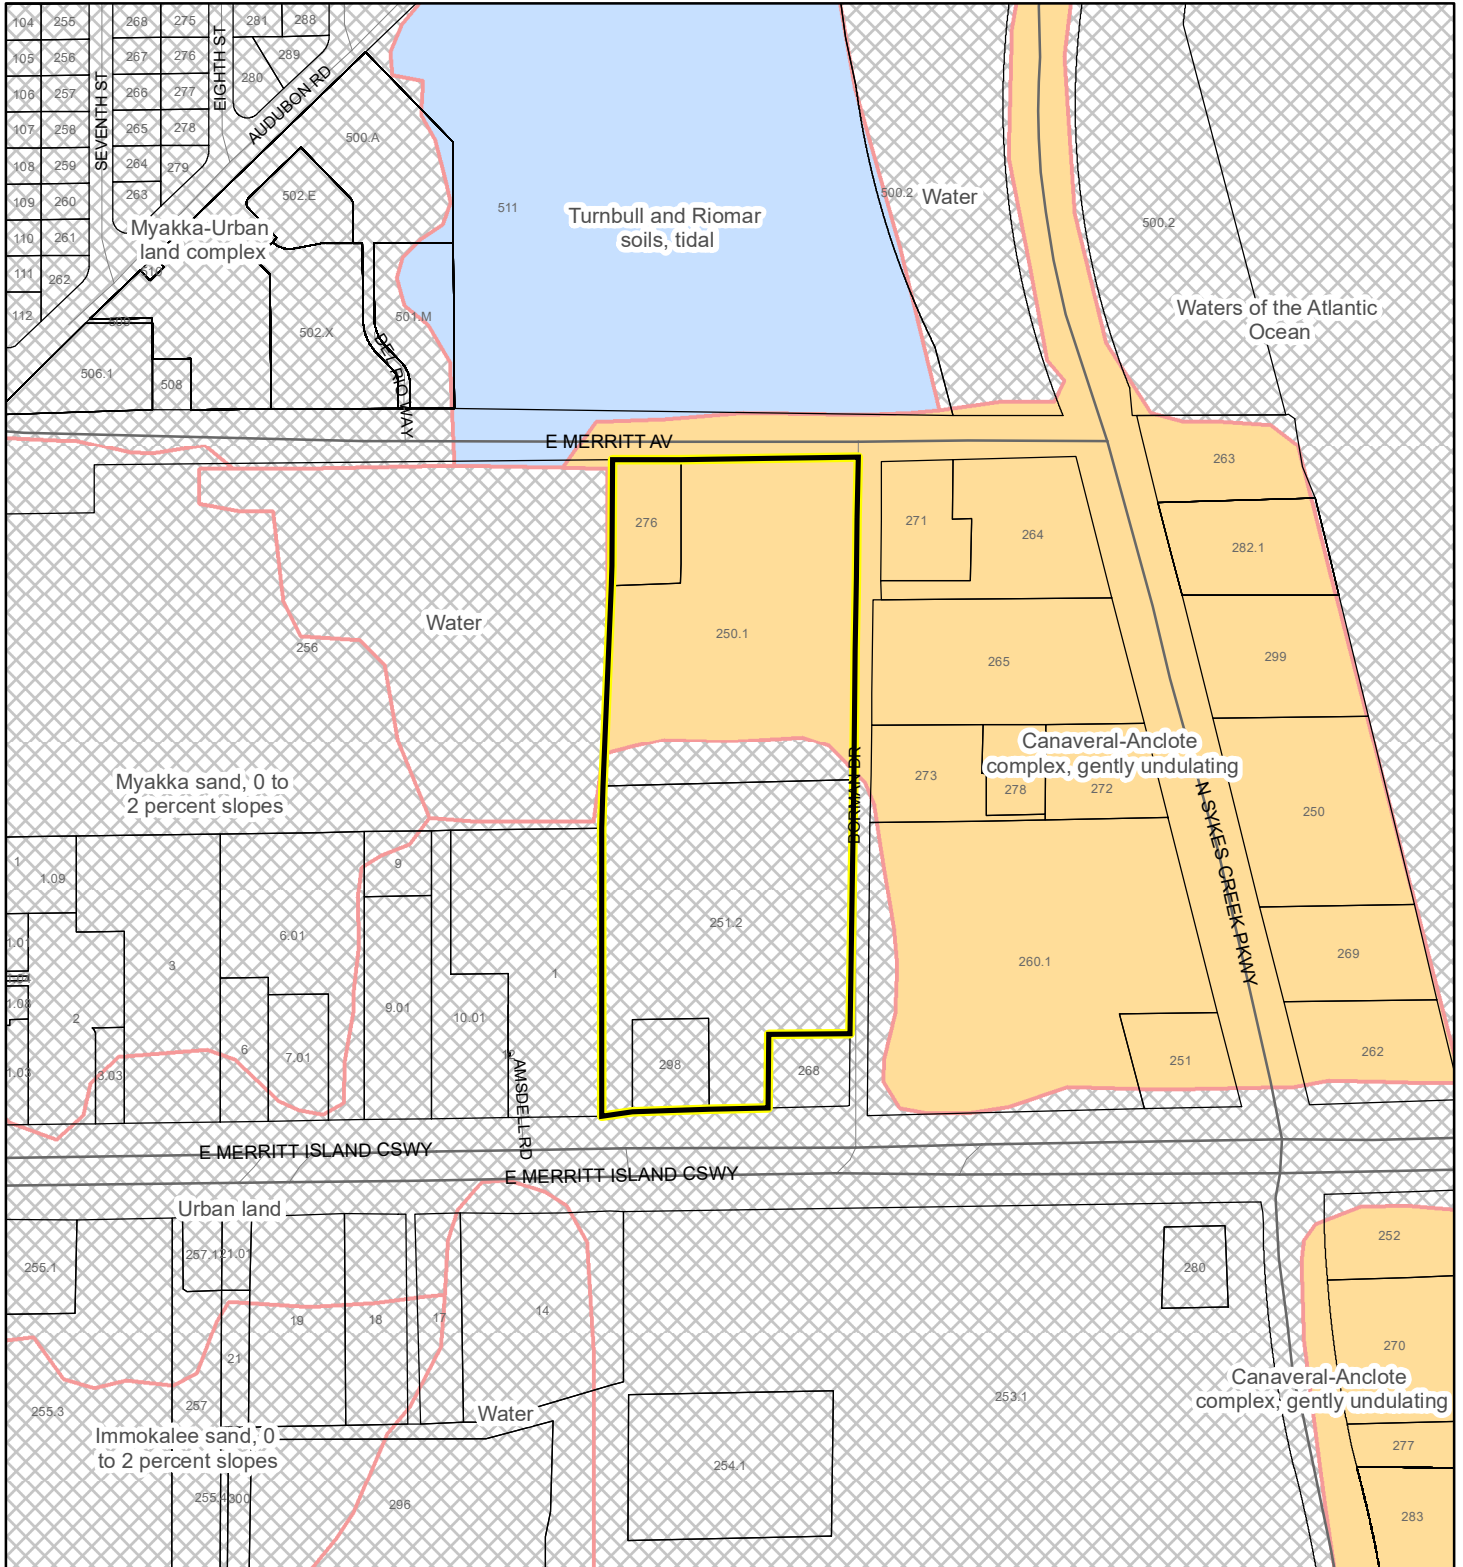 104
255
268
275
281
288
105
256
267
276
289
280
106
257
266
277
SEVENTH ST
EIGHTH ST
AUDUBON RD
107
258
265
278
500.A
108
259
264
279
109
260
263
502.E
110
261
Myakka-Urban
land complex
111
262
112
502.X
501.M
DEL RIO WAY
506.1
508
511
Turnbull and Riomar
soils, tidal
500.2
Water
500.2
Waters of the Atlantic
Ocean
E MERRITT AV
276
271
264
263
282.1
250.1
265
299
256
Water
Myakka sand, 0 to
2 percent slopes
BORMAN DR
Canaveral-Anclote
complex, gently undulating
273
278
272
250
N SYKES CREEK PKWY
1
1.09
9
6.01
3
251.2
260.1
269
1
2
9.01
10.01
6
7.01
3.03
1.03
298
268
251
262
AMSDELL RD
E MERRITT ISLAND CSWY
E MERRITT ISLAND CSWY
Urban land
255.1
257.1
21.01
280
252
19
18
17
14
21
270
255.3
257
Water
253.1
Canaveral-Anclote
complex, gently undulating
Immokalee sand, 0
to 2 percent slopes
254.1
277
300
296
283